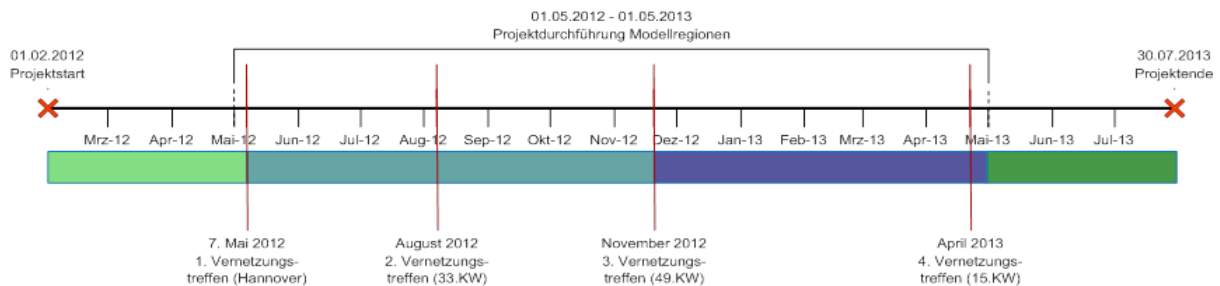 01.05.2012 - 01.05.2013
Projektdurchführung Modellregionen
01.02.2012
Projektstart
30.07.2013
Projektende
Mrz-12 Apr-12 Mai-12 Jun-12 Jul-12 Aug-12 Sep-12 Okt-12 Nov-12 Dez-12 Jan-13 Feb-13 Mrz-13 Apr-13 Mai-13 Jun-13 Jul-13
7. Mai 2012
1. Vernetzungs-
treffen (Hannover)
August 2012
2. Vernetzungs-
treffen (33.KW)
November 2012
3. Vernetzungs-
treffen (49.KW)
April 2013
4. Vernetzungs-
treffen (15.KW)